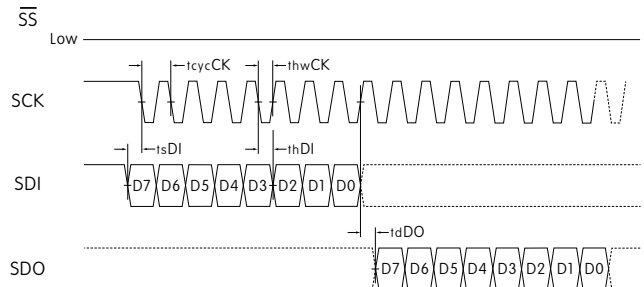 SS
Low
SCK
tcycCK
thwCK
tsDI
thDI
SDI
D7 D6 D5 D4 D3 D2 D1 D0
tdDO
SDO
D7 D6 D5 D4 D3 D2 D1 D0